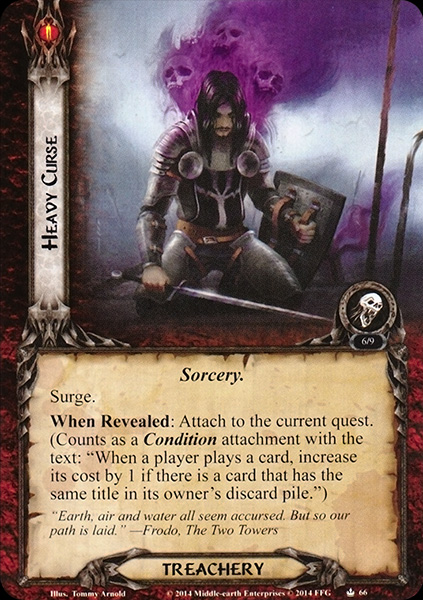 HEAVY CURSE
6/9
Sorcery.
Surge.
When Revealed: Attach to the current quest.
(Counts as a Condition attachment with the
text: “When a player plays a card, increase
its cost by 1 if there is a card that has the
same title in its owner’s discard pile.”)
“Earth, air and water all seem accursed. But so our
path is laid.” —Frodo, The Two Towers
TREACHERY
Illus. Tommy Arnold
© 2014 Middle-earth Enterprises © 2014 FFG
66